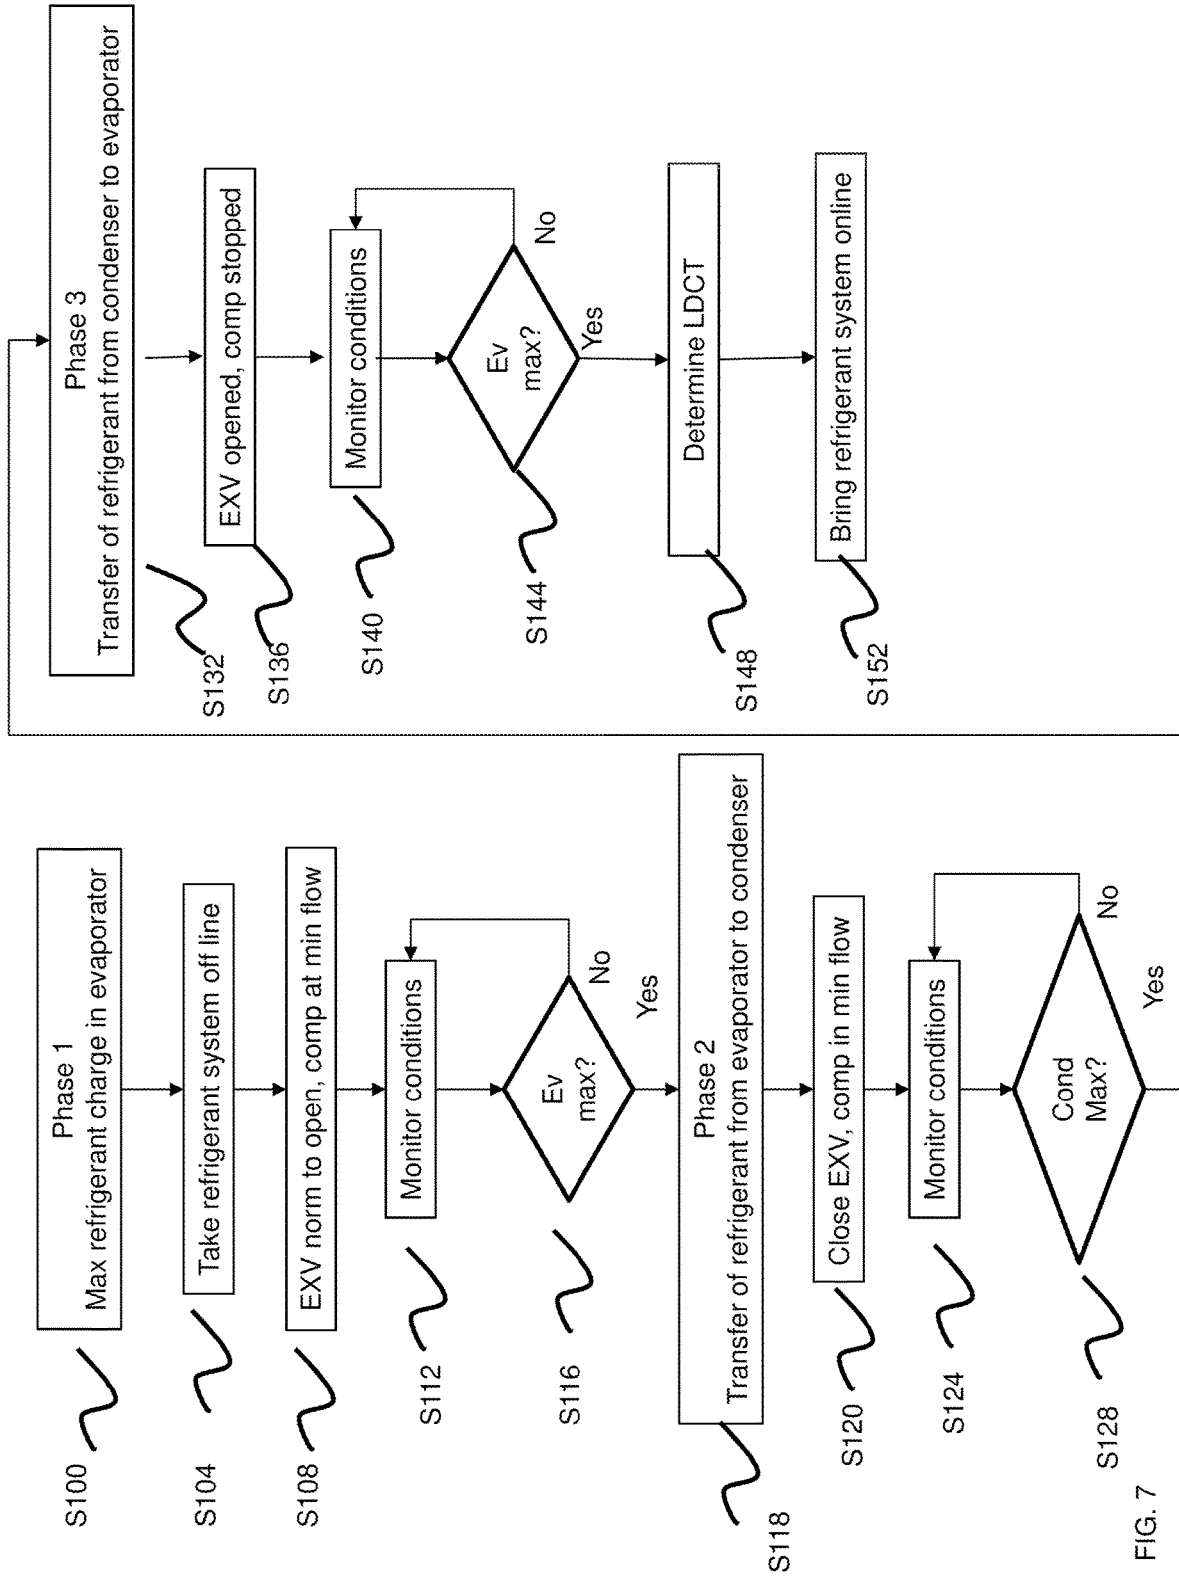 Phase 1
Max refrigerant charge in evaporator
S100
Take refrigerant system off line
S104
EXV norm to open, comp at min flow
S108
Monitor conditions
S112
Ev
max?
No
Yes
S116
Phase 2
Transfer of refrigerant from evaporator to condenser
S118
Close EXV, comp in min flow
S120
Monitor conditions
S124
Cond
Max?
No
Yes
S128
Phase 3
Transfer of refrigerant from condenser to evaporator
S132
EXV opened, comp stopped
S136
Monitor conditions
S140
Ev
max?
No
Yes
S144
Determine LDCT
S148
Bring refrigerant system online
S152
FIG. 7